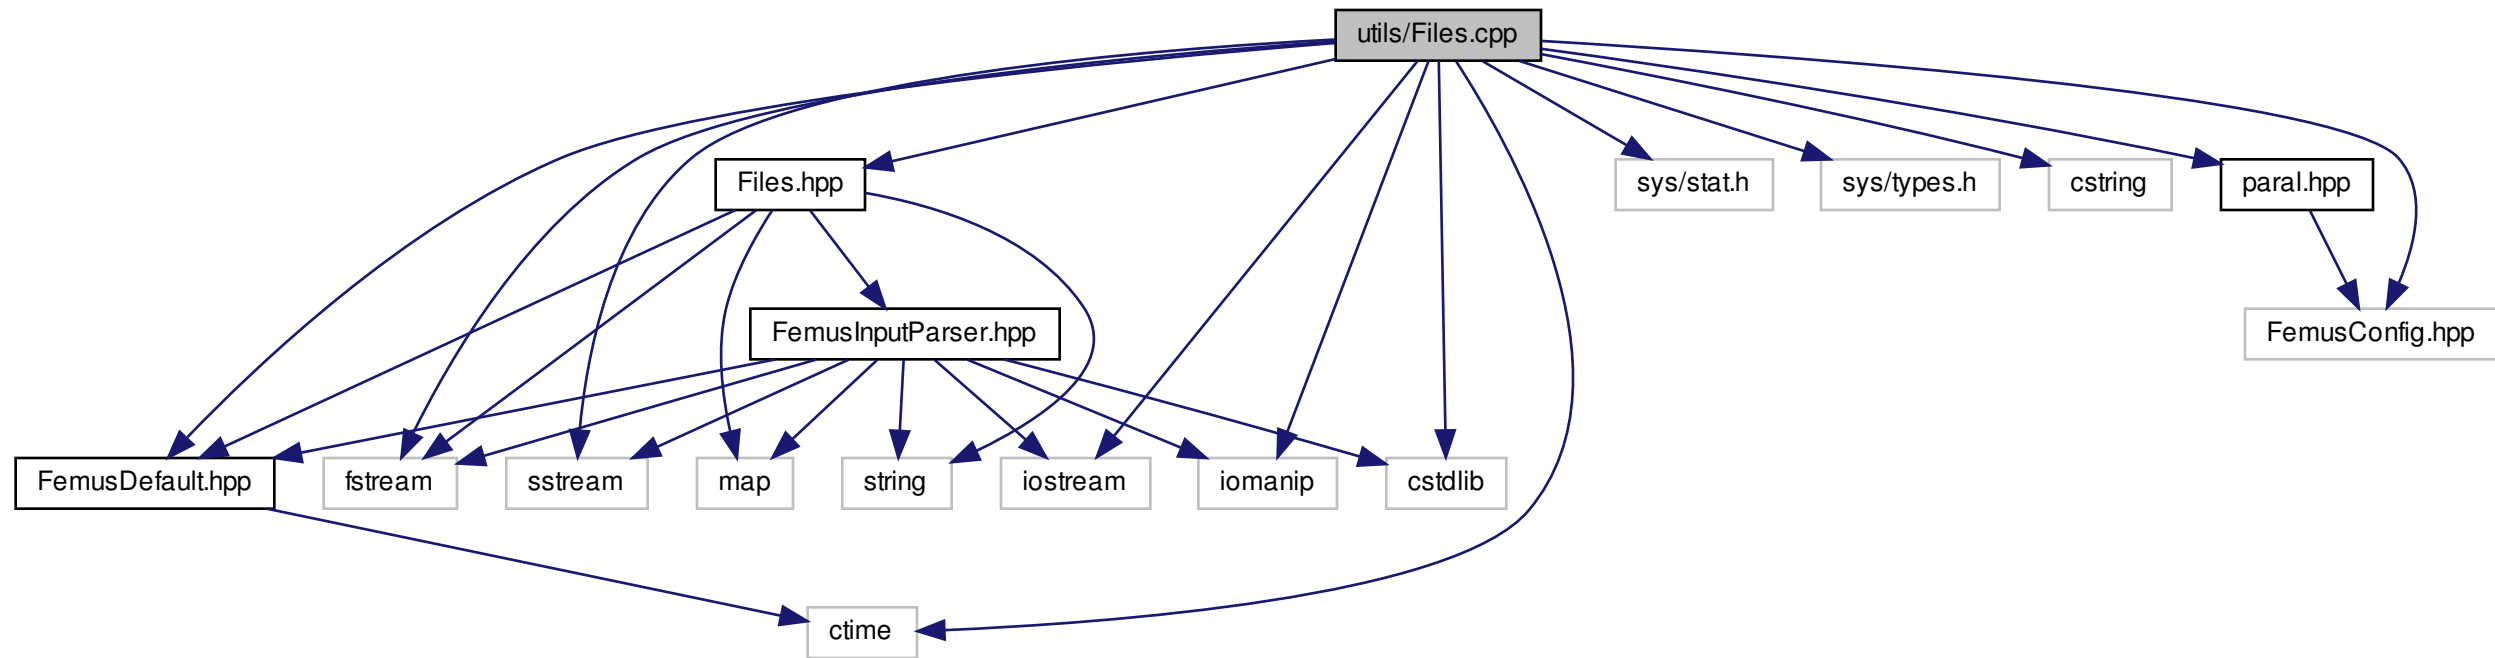 utils/Files.cpp
Files.hpp
sys/stat.h
sys/types.h
cstring
paral.hpp
FemusInputParser.hpp
FemusConfig.hpp
FemusDefault.hpp
fstream
sstream
map
string
iostream
iomanip
cstdlib
ctime